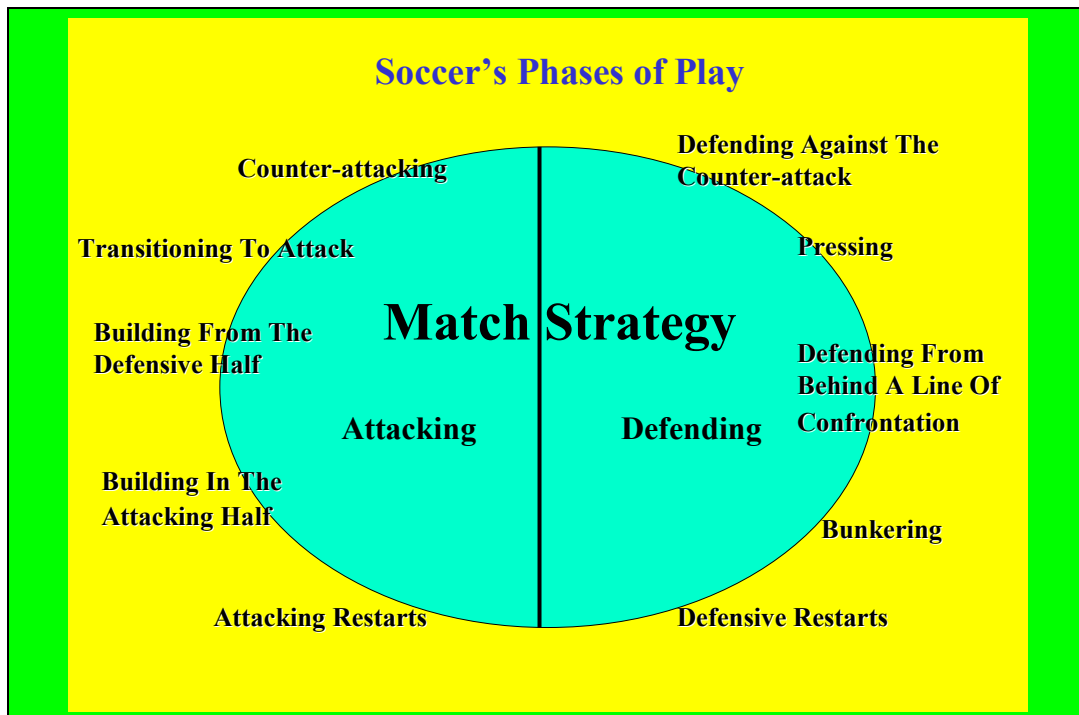 Soccer's Phases of Play
Counter-attacking
Defending Against The
Counter-attack
Transitioning To Attack
Pressing
Match Strategy
Building From The
Defensive Half
Defending From
Behind A Line Of
Confrontation
Attacking
Defending
Building In The
Attacking Half
Bunkering
Attacking Restarts
Defensive Restarts